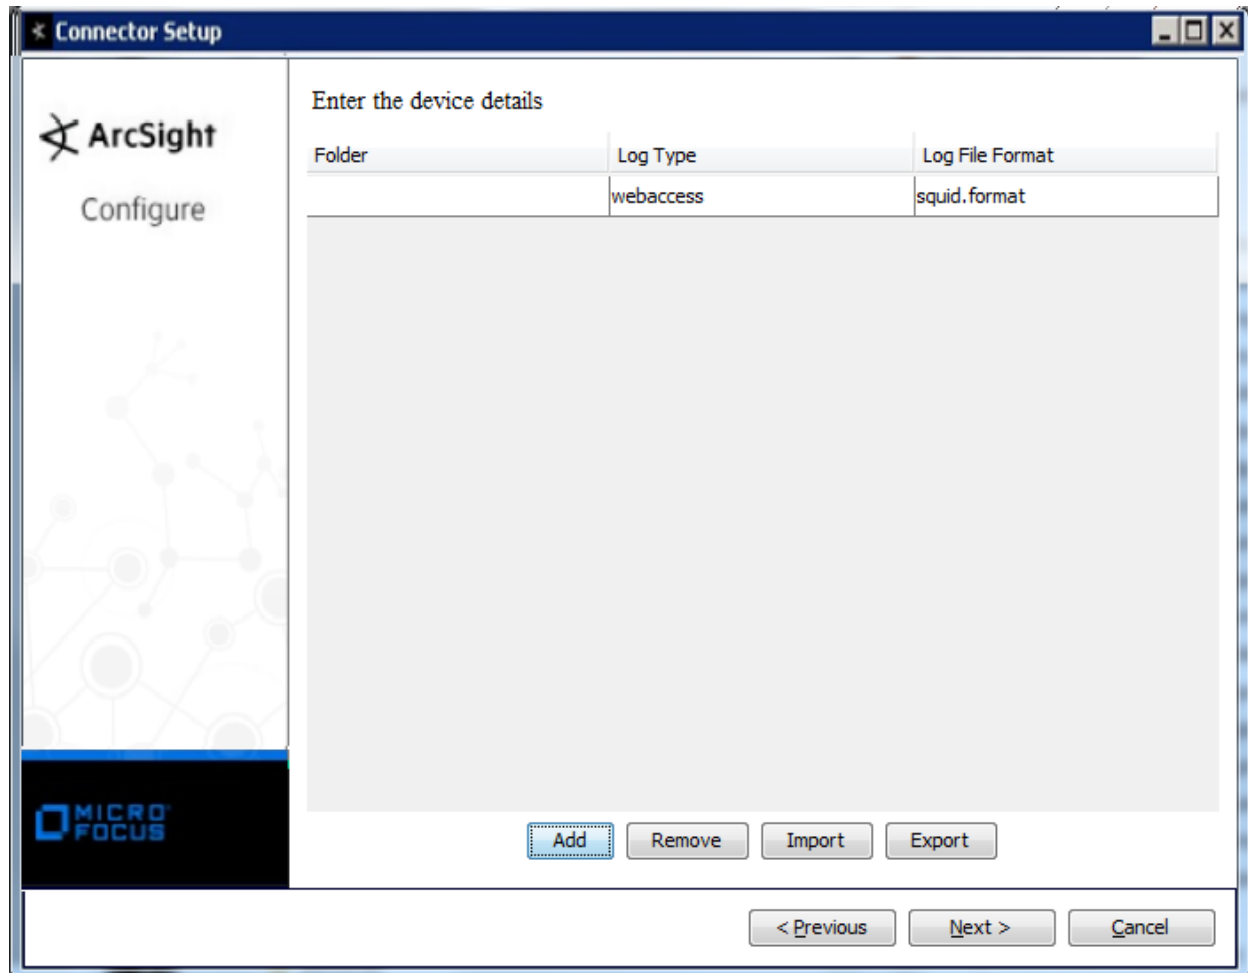 Connector Setup
ArcSight
Configure
Enter the device details
Folder Log Type Log File Format
webaccess squid.format
MICRO
FOCUS
Add Remove Import Export
< Previous Next > Cancel